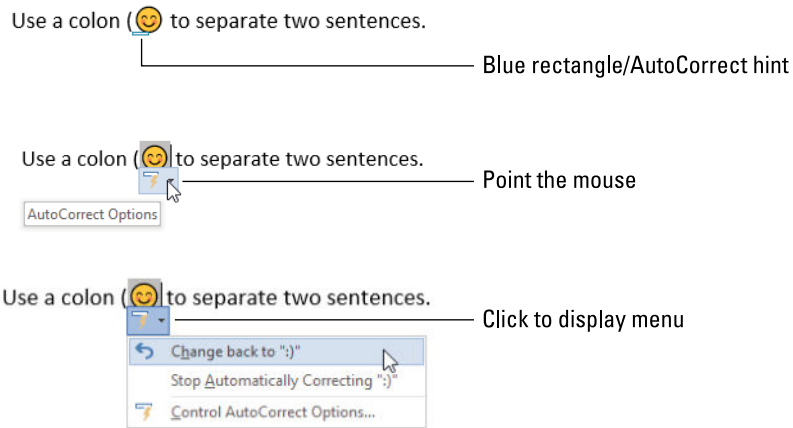 Use a colon (😊 to separate two sentences.
Blue rectangle/AutoCorrect hint
Use a colon (😊 to separate two sentences.
Point the mouse
AutoCorrect Options
Use a colon (😊 to separate two sentences.
Click to display menu
Change back to ":)"
Stop Automatically Correcting ":)"
Control AutoCorrect Options...